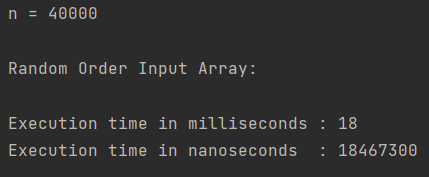 n = 40000
Random Order Input Array:
Execution time in milliseconds : 18
Execution time in nanoseconds  : 18467300